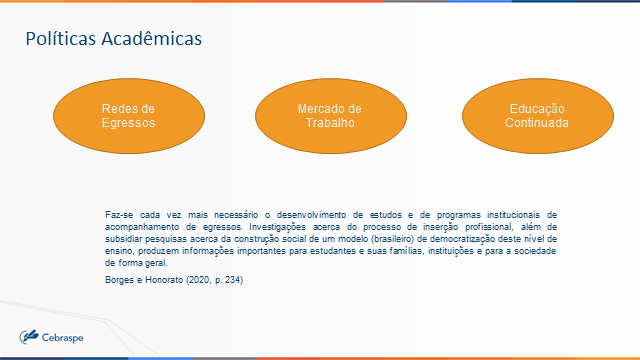 Políticas Acadêmicas
Redes de
Egressos
Mercado de
Trabalho
Educação
Continuada
Faz-se cada vez mais necessário o desenvolvimento de estudos e de programas institucionais de
acompanhamento de egressos. Investigações acerca do processo de inserção profissional, além de
subsidiar pesquisas acerca da construção social de um modelo (brasileiro) de democratização deste nível de
ensino, produzem informações importantes para estudantes e suas famílias, instituições e para a sociedade
de forma geral.
Borges e Honorato (2020, p. 234)
Cebraspe